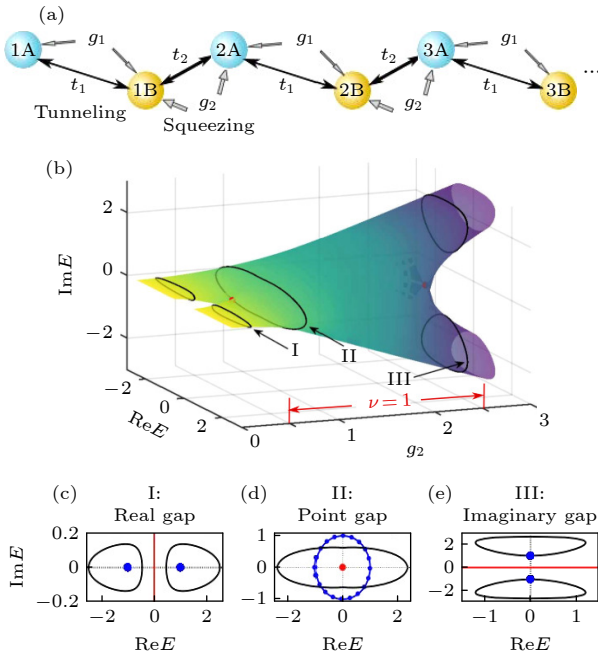 (a)
1A g₁ 2A g₁ 3A g₁
t₂ t₂
...
t₁ 1B t₁ 2B t₁ 3B
g₂ g₂
Tunneling Squeezing
(b)
ImE
2
0
−2
I
II
III
ν = 1
−2
0
2
ReE
0 1 2 3
g₂
(c) I: (d) II: (e) III:
Real gap Point gap Imaginary gap
ImE
0.2 1 2
0 0 0
−0.2 −1 −2
−2 0 2 −2 0 2 −1 0 1
ReE ReE ReE